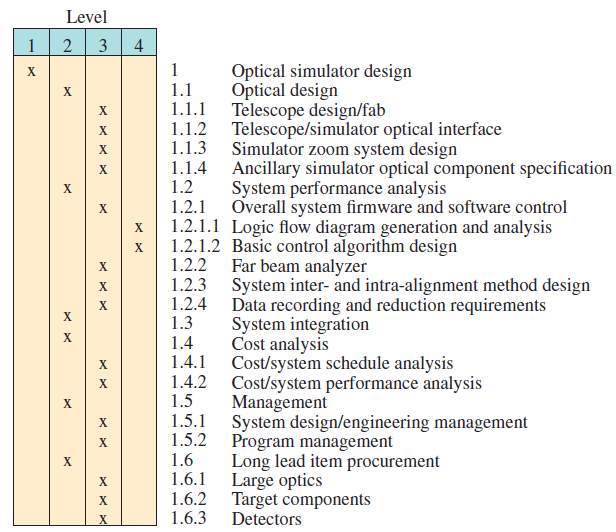 Level
1 2 3 4
x 1 Optical simulator design
x 1.1 Optical design
x 1.1.1 Telescope design/fab
x 1.1.2 Telescope/simulator optical interface
x 1.1.3 Simulator zoom system design
x 1.1.4 Ancillary simulator optical component specification
x 1.2 System performance analysis
x 1.2.1 Overall system firmware and software control
x 1.2.1.1 Logic flow diagram generation and analysis
x 1.2.1.2 Basic control algorithm design
x 1.2.2 Far beam analyzer
x 1.2.3 System inter- and intra-alignment method design
x 1.2.4 Data recording and reduction requirements
x 1.3 System integration
x 1.4 Cost analysis
x 1.4.1 Cost/system schedule analysis
x 1.4.2 Cost/system performance analysis
x 1.5 Management
x 1.5.1 System design/engineering management
x 1.5.2 Program management
x 1.6 Long lead item procurement
x 1.6.1 Large optics
x 1.6.2 Target components
x 1.6.3 Detectors